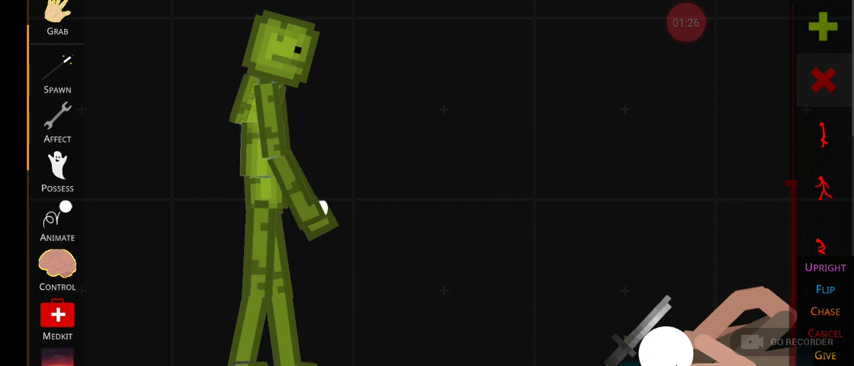 GRAB
SPAWN
AFFECT
POSSESS
ANIMATE
CONTROL
MEDKIT
01:26
UPRIGHT
FLIP
CHASE
CANCEL
GO RECORDER
GIVE